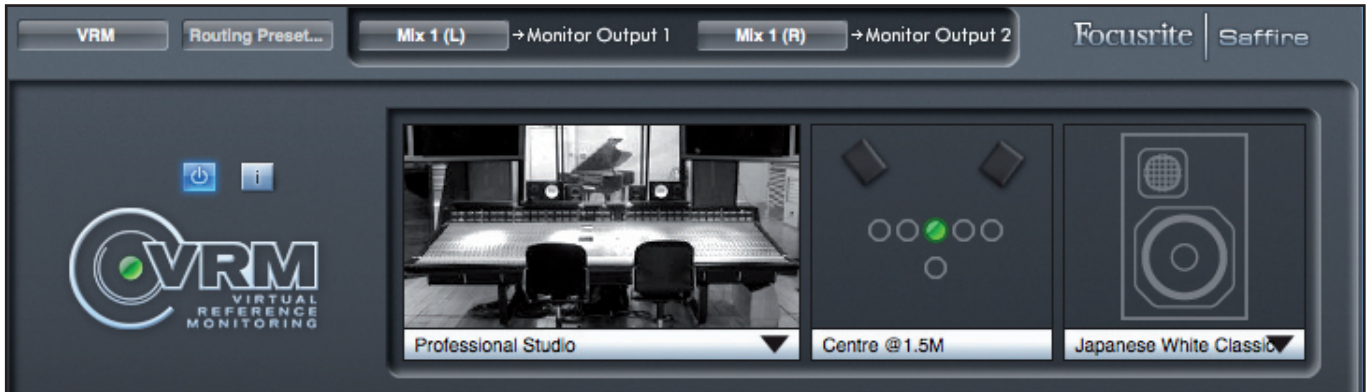 VRM
Routing Preset...
Mix 1 (L) →Monitor Output 1
Mix 1 (R) →Monitor Output 2
Focusrite Saffire
i
VRM
VIRTUAL
REFERENCE
MONITORING
Professional Studio
Centre @1.5M
Japanese White Classic